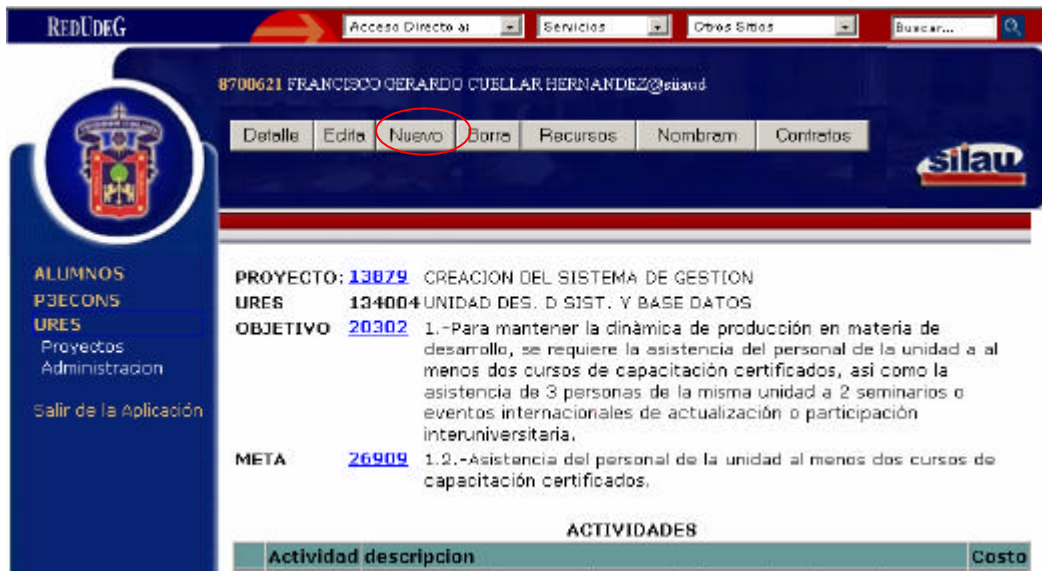 REDUDEG Acceso Directo a: Servicios Otros Sitios Buscar...
8700621 FRANCISCO GERARDO CUELLAR HERNANDEZ@siiaud
Detalle Edita Nuevo Borra Recursos Nombram Contratos
siiau
ALUMNOS
P3ECONS
URES
Proyectos
Administracion
Salir de la Aplicación
PROYECTO: 13879 CREACION DEL SISTEMA DE GESTION
URES 134004 UNIDAD DES. D SIST. Y BASE DATOS
OBJETIVO 20302 1.-Para mantener la dinàmica de producción en materia de
desarrollo, se requiere la asistencia del personal de la unidad a al
menos dos cursos de capacitación certificados, asi como la
asistencia de 3 personas de la misma unidad a 2 seminarios o
eventos internacionales de actualización o participación
interuniversitaria.
META 26909 1.2.-Asistencia del personal de la unidad al menos dos cursos de
capacitación certificados.
ACTIVIDADES
Actividad descripcion Costo